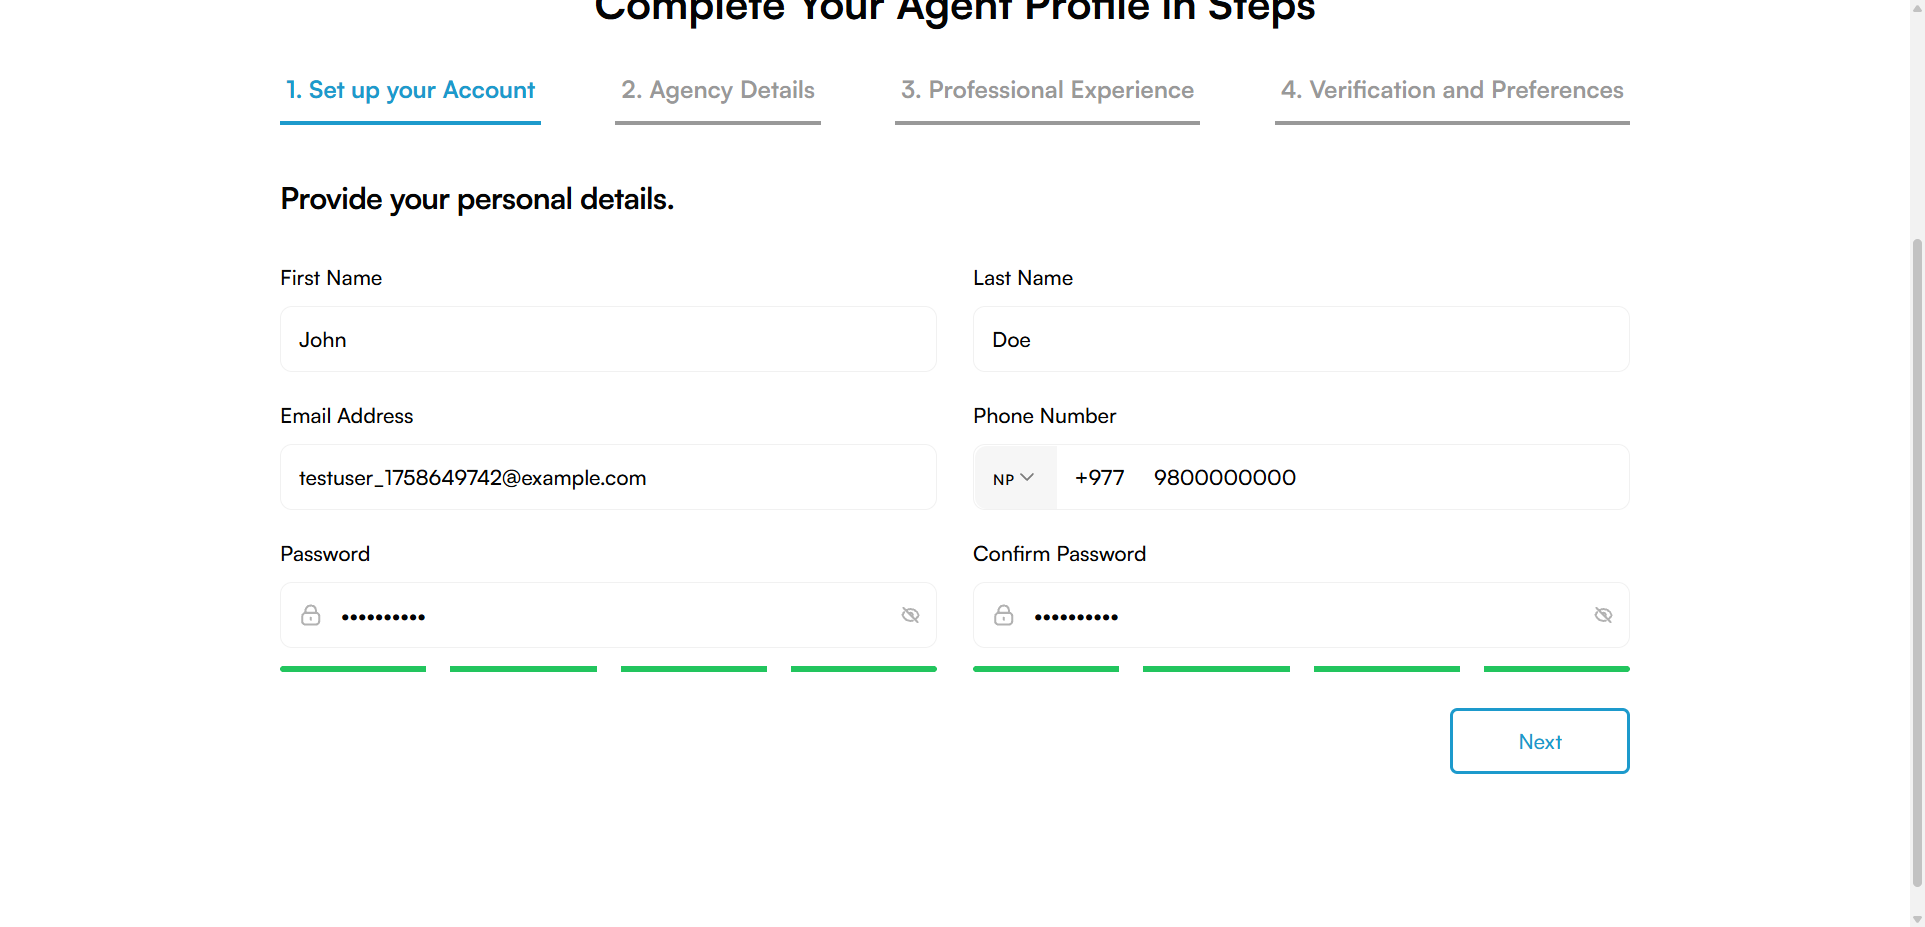 Complete Your Agent Profile in Steps
1. Set up your Account
2. Agency Details
3. Professional Experience
4. Verification and Preferences
Provide your personal details.
First Name
Last Name
John
Doe
Email Address
Phone Number
testuser_1758649742@example.com
NP +977 9800000000
Password
Confirm Password
••••••••••
••••••••••
Next